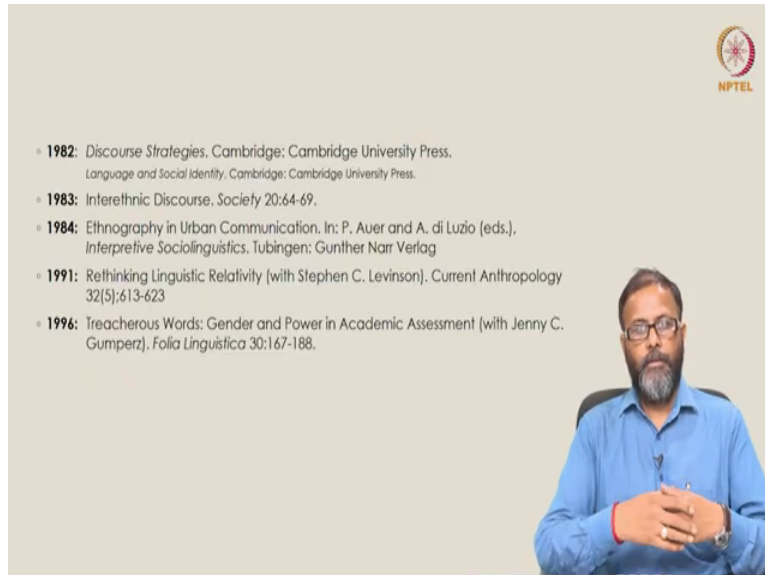 NPTEL
1982: Discourse Strategies. Cambridge: Cambridge University Press.
Language and Social Identity. Cambridge: Cambridge University Press.
1983: Interethnic Discourse. Society 20:64-69.
1984: Ethnography in Urban Communication. In: P. Auer and A. di Luzio (eds.),
Interpretive Sociolinguistics. Tubingen: Gunther Narr Verlag
1991: Rethinking Linguistic Relativity (with Stephen C. Levinson). Current Anthropology
32(5):613-623
1996: Treacherous Words: Gender and Power in Academic Assessment (with Jenny C.
Gumperz). Folia Linguistica 30:167-188.